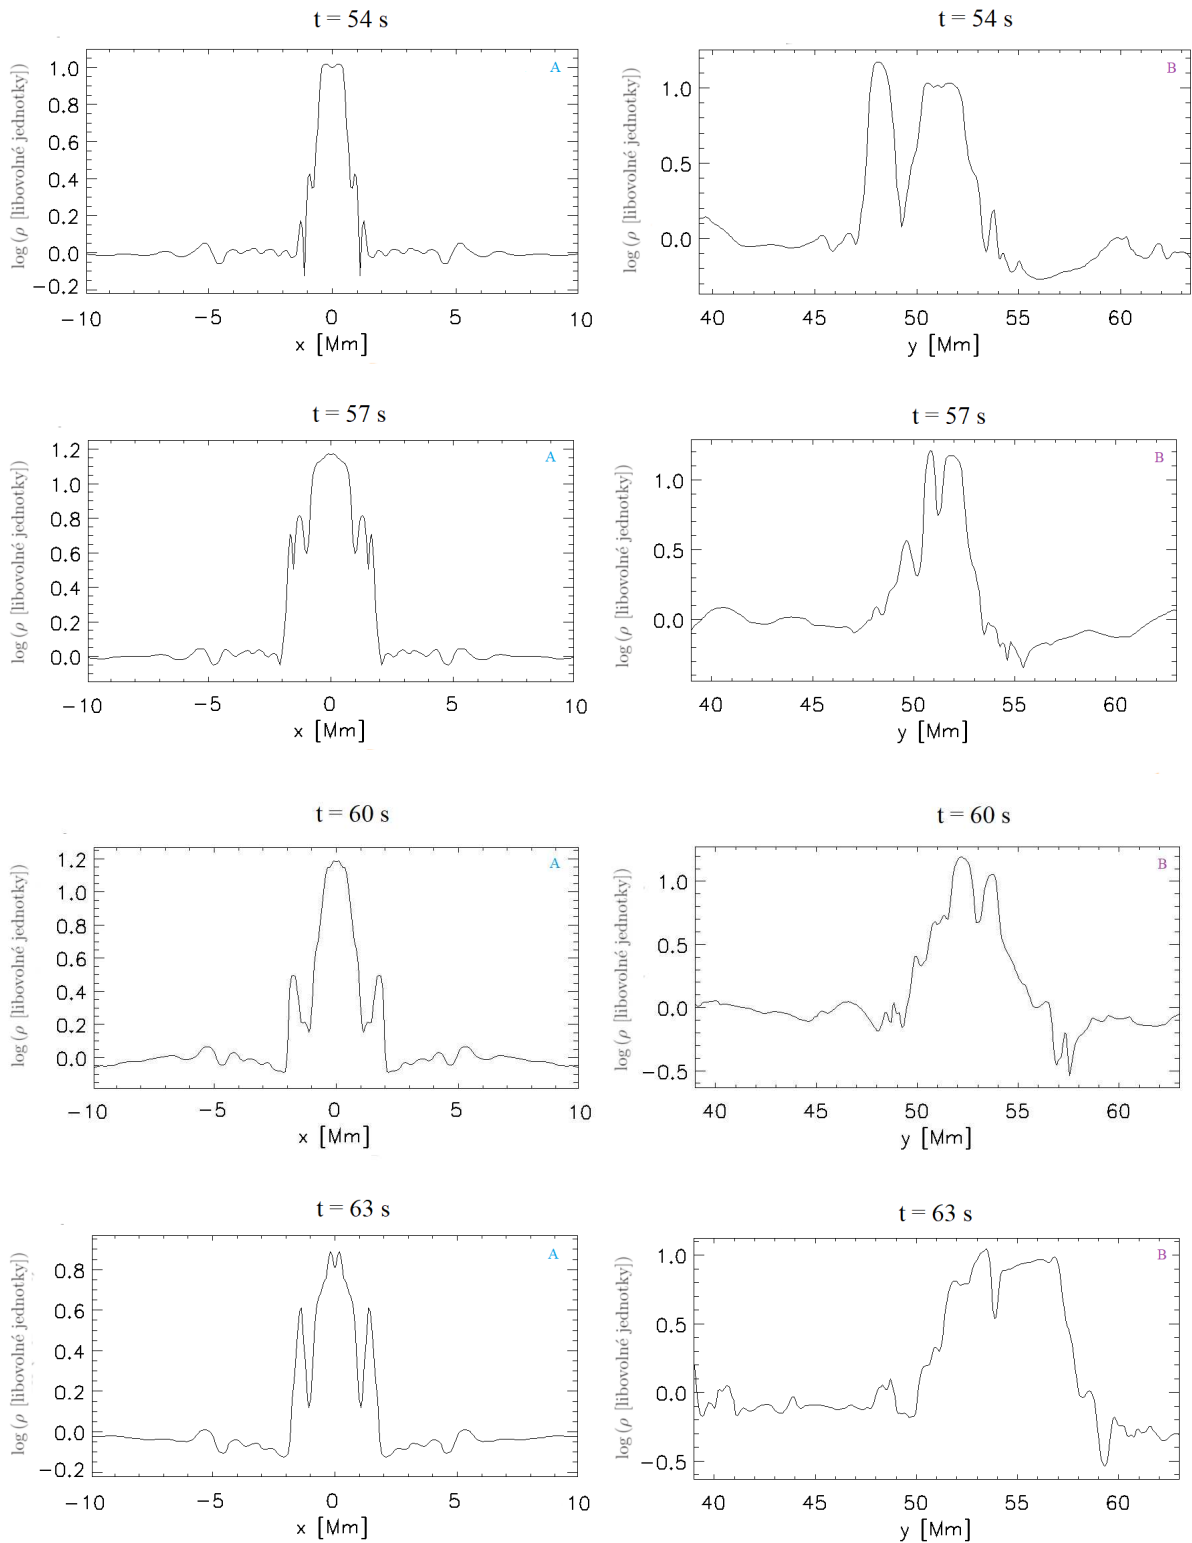 t = 54 s
t = 54 s
log (ρ [libovolné jednotky])
1.0
0.8
0.6
0.4
0.2
0.0
−0.2
A
−10
−5
0
5
10
x [Mm]
log (ρ [libovolné jednotky])
1.0
0.5
0.0
B
40
45
50
55
60
y [Mm]
t = 57 s
t = 57 s
log (ρ [libovolné jednotky])
1.2
1.0
0.8
0.6
0.4
0.2
0.0
A
−10
−5
0
5
10
x [Mm]
log (ρ [libovolné jednotky])
1.0
0.5
0.0
B
40
45
50
55
60
y [Mm]
t = 60 s
t = 60 s
log (ρ [libovolné jednotky])
1.2
1.0
0.8
0.6
0.4
0.2
0.0
A
−10
−5
0
5
10
x [Mm]
log (ρ [libovolné jednotky])
1.0
0.5
0.0
−0.5
B
40
45
50
55
60
y [Mm]
t = 63 s
t = 63 s
log (ρ [libovolné jednotky])
0.8
0.6
0.4
0.2
0.0
−0.2
A
−10
−5
0
5
10
x [Mm]
log (ρ [libovolné jednotky])
1.0
0.5
0.0
−0.5
B
40
45
50
55
60
y [Mm]